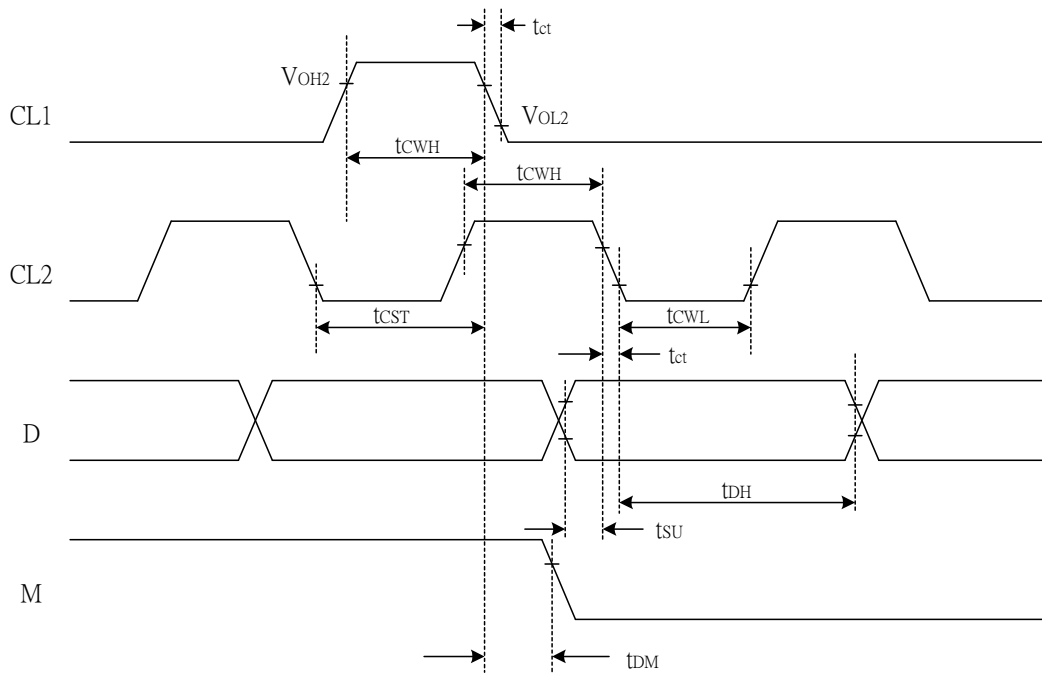 tct
VOH2
CL1
VOL2
tCWH
tCWH
CL2
tCST
tCWL
tct
D
tDH
tSU
M
tDM